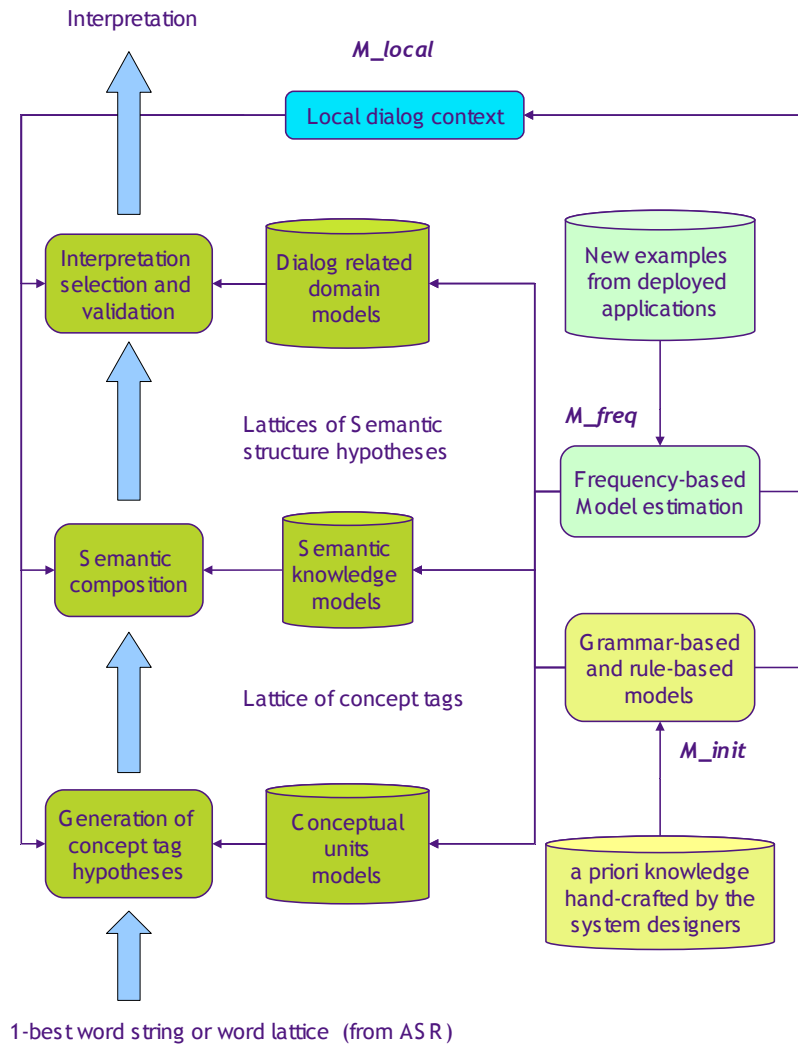 Interpretation
M_local
Local dialog context
Interpretation
selection and
validation
Dialog related
domain
models
New examples
from deployed
applications
Lattices of Semantic
structure hypotheses
M_freq
Frequency-based
Model estimation
Semantic
composition
Semantic
knowledge
models
Grammar-based
and rule-based
models
Lattice of concept tags
M_init
Generation of
concept tag
hypotheses
Conceptual
units
models
a priori knowledge
hand-crafted by the
system designers
1-best word string or word lattice (from ASR)